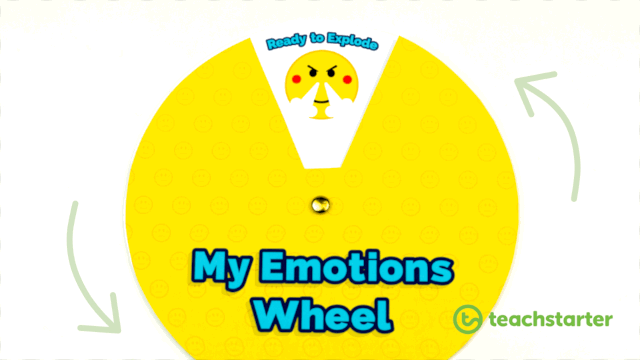 Ready to Explode
My Emotions
Wheel
teachstarter